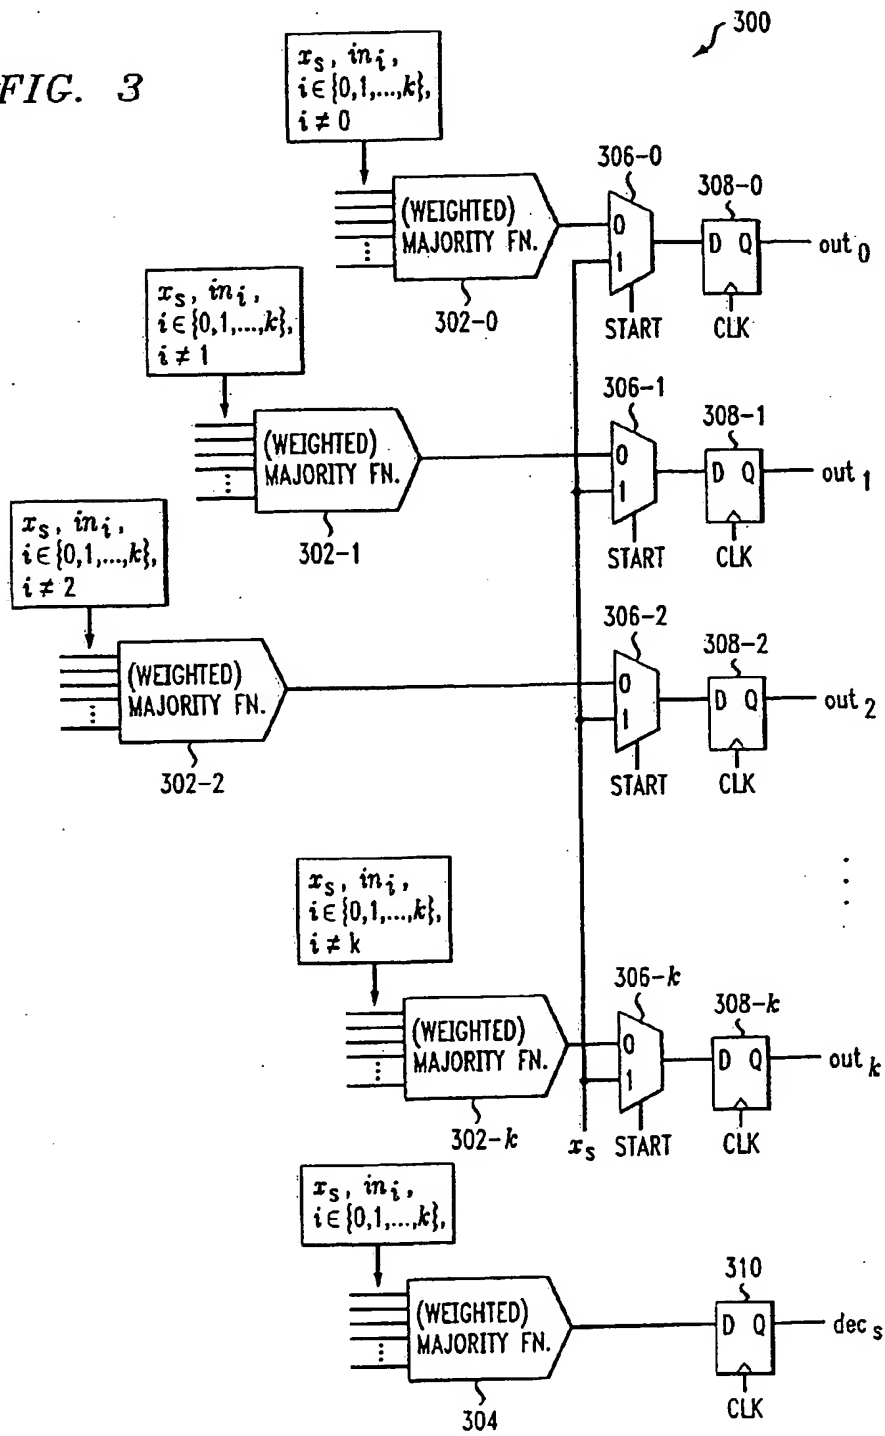 FIG. 3
300
x_s, in_i,
i∈{0,1,...,k},
i≠0
(WEIGHTED)
MAJORITY FN.
302-0
306-0
0
1
START
308-0
D Q
CLK
out_0
x_s, in_i,
i∈{0,1,...,k},
i≠1
(WEIGHTED)
MAJORITY FN.
302-1
306-1
0
1
START
308-1
D Q
CLK
out_1
x_s, in_i,
i∈{0,1,...,k},
i≠2
(WEIGHTED)
MAJORITY FN.
302-2
306-2
0
1
START
308-2
D Q
CLK
out_2
x_s, in_i,
i∈{0,1,...,k},
i≠k
(WEIGHTED)
MAJORITY FN.
302-k
306-k
0
1
x_s
START
308-k
D Q
CLK
out_k
x_s, in_i,
i∈{0,1,...,k},
(WEIGHTED)
MAJORITY FN.
304
310
D Q
CLK
dec_s